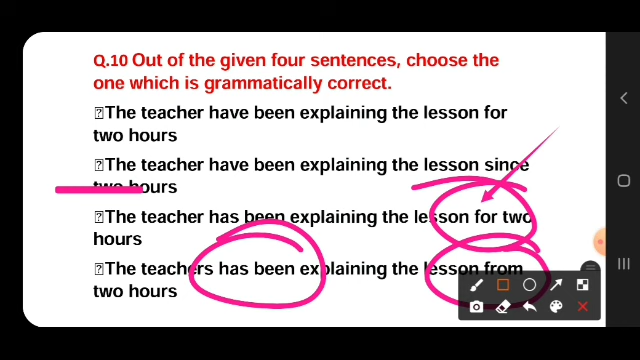 Q.10 Out of the given four sentences, choose the
one which is grammatically correct.
The teacher have been explaining the lesson for
two hours
The teacher have been explaining the lesson since
two hours
The teacher has been explaining the lesson for two
hours
The teachers has been explaining the lesson from
two hours